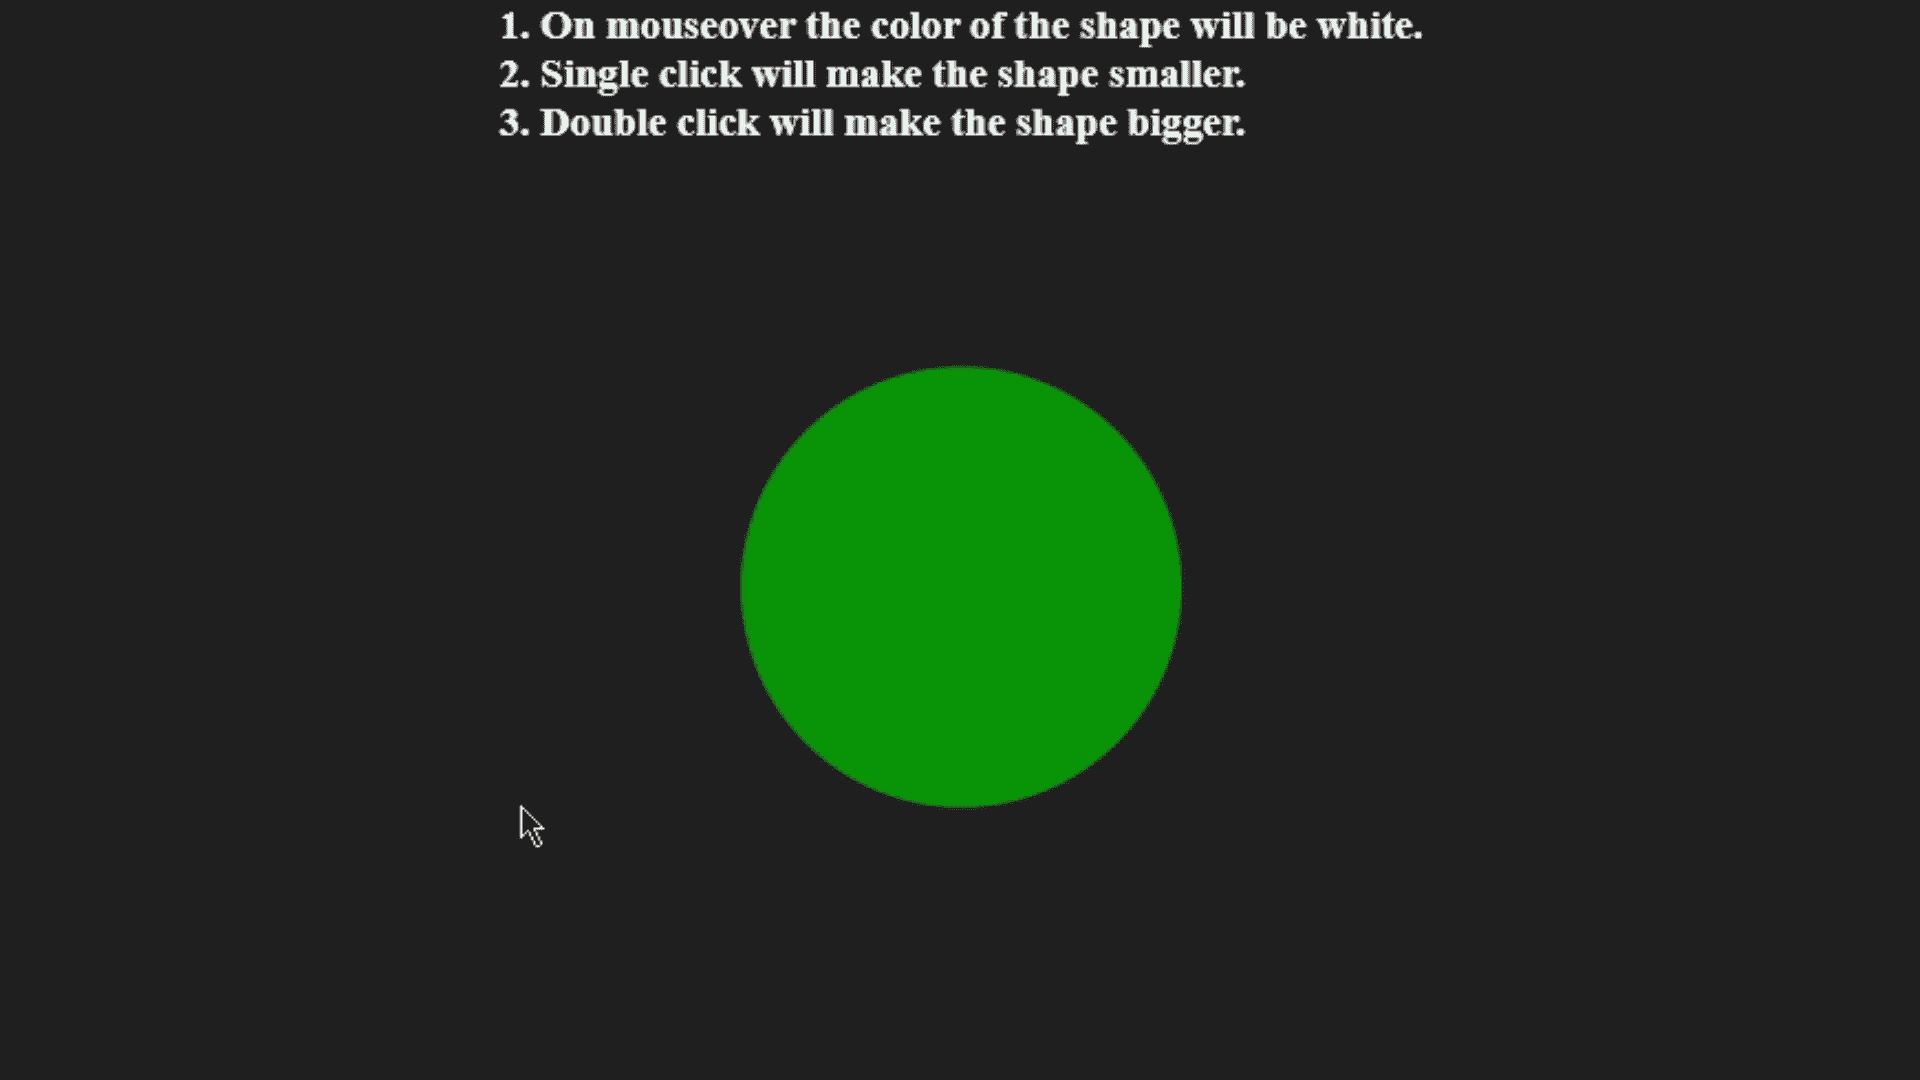 1. On mouseover the color of the shape will be white.
2. Single click will make the shape smaller.
3. Double click will make the shape bigger.